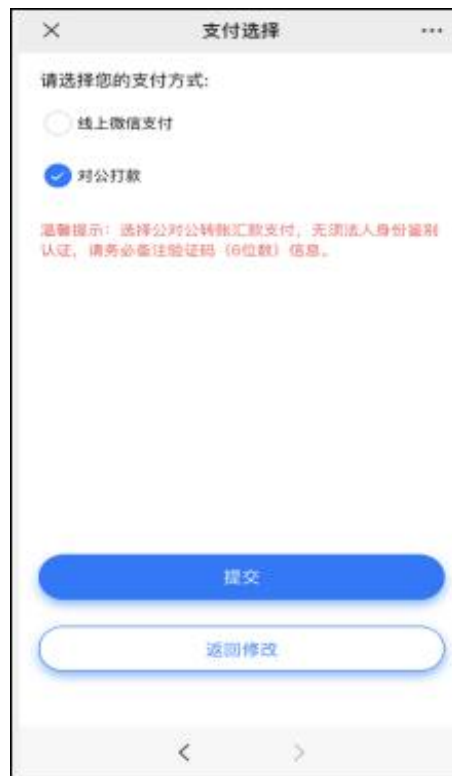 支付选择
请选择您的支付方式:
线上微信支付
对公打款
温馨提示：选择公对公转账汇款支付，无须法人身份鉴别
认证，请务必备注验证码（6位数）信息。
提交
返回修改